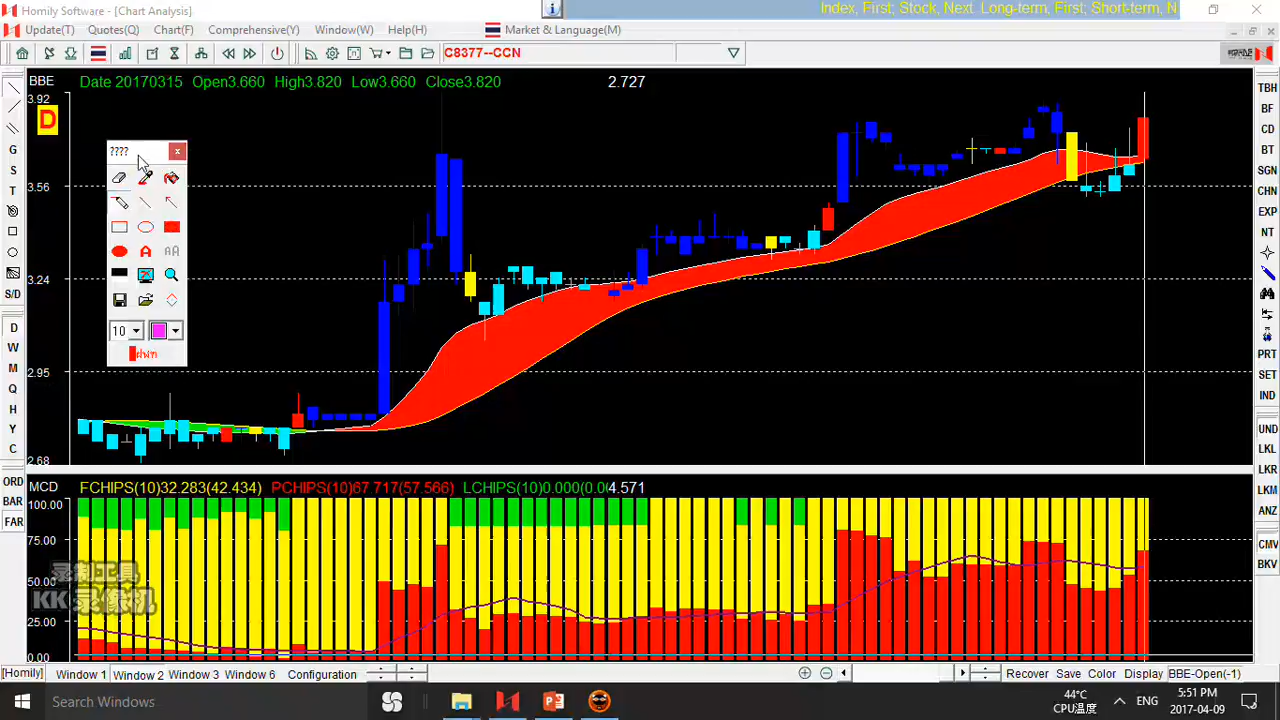 Homily Software - [Chart Analysis]
Index, First; Stock, Next. Long-term, First; Short-term, N
Update(T) Quotes(Q) Chart(F) Comprehensive(Y) Window(W) Help(H) Market & Language(M)
C8377--CCN
BBE Date 20170315 Open3.660 High3.820 Low3.660 Close3.820 2.727
3.92
D
3.56
3.24
2.95
2.68
????
A AA
10
MCD FCHIPS(10)32.283(42.434) PCHIPS(10)67.717(57.566) LCHIPS(10)0.000(0.0 4.571
100.00
75.00
50.00
25.00
0.00
录制工具
KK录像机
G
S
T
S/D
D
W
M
Q
H
Y
C
ORD
BAR
FAR
TBH
BF
CD
BT
SGN
CHN
EXP
NT
PRT
SET
IND
UND
LKL
LKR
LKM
ANZ
CMV
BKV
[Homily] Window 1 Window 2 Window 3 Window 6 Configuration Recover Save Color Display BBE-Open(-1)
Search Windows
44℃
CPU温度
ENG
5:51 PM
2017-04-09